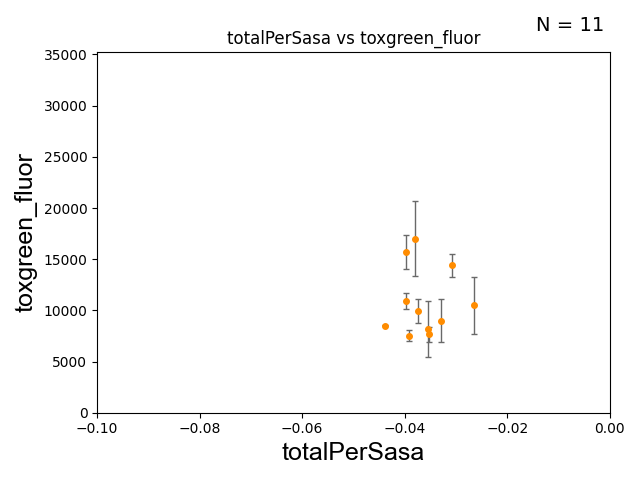 N = 11
totalPerSasa vs toxgreen_fluor
35000
30000
25000
20000
15000
10000
5000
0
toxgreen_fluor
−0.10 −0.08 −0.06 −0.04 −0.02 0.00
totalPerSasa